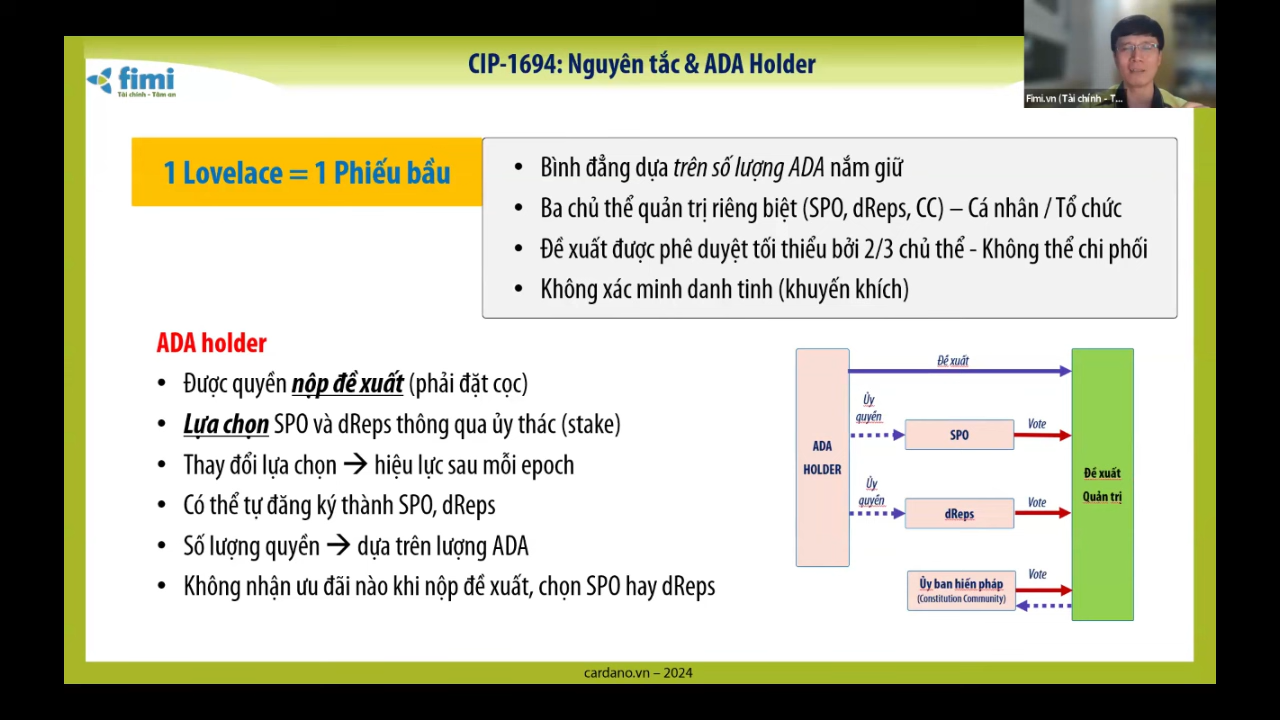 CIP-1694: Nguyên tắc & ADA Holder
fimi
Tài chính - Tâm an
Fimi.vn (Tài chính - T...
1 Lovelace = 1 Phiếu bầu
• Bình đẳng dựa trên số lượng ADA nắm giữ
• Ba chủ thể quản trị riêng biệt (SPO, dReps, CC) – Cá nhân / Tổ chức
• Đề xuất được phê duyệt tối thiểu bởi 2/3 chủ thể - Không thể chi phối
• Không xác minh danh tinh (khuyến khích)
ADA holder
• Được quyền nộp đề xuất (phải đặt cọc)
• Lựa chọn SPO và dReps thông qua ủy thác (stake)
• Thay đổi lựa chọn → hiệu lực sau mỗi epoch
• Có thể tự đăng ký thành SPO, dReps
• Số lượng quyền → dựa trên lượng ADA
• Không nhận ưu đãi nào khi nộp đề xuất, chọn SPO hay dReps
ADA
HOLDER
Đề xuất
Ủy
quyền
SPO
Vote
Ủy
quyền
dReps
Vote
Ủy ban hiến pháp
(Constitution Community)
Vote
Đề xuất
Quản trị
cardano.vn – 2024